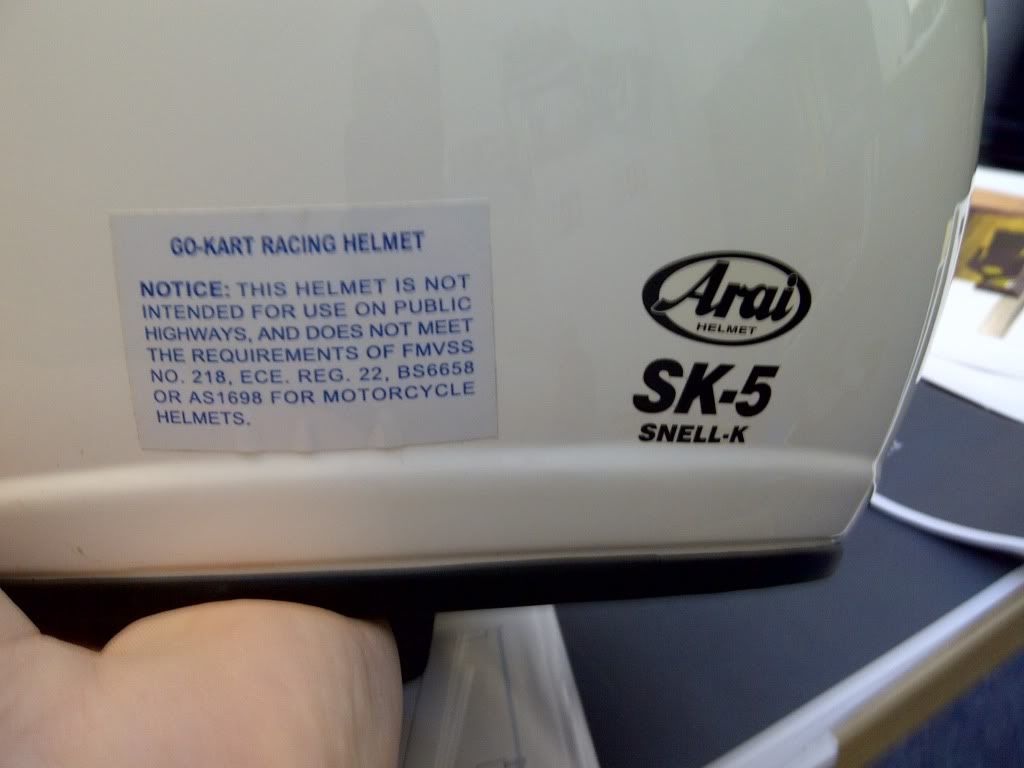 GO-KART RACING HELMET
NOTICE: THIS HELMET IS NOT
INTENDED FOR USE ON PUBLIC
HIGHWAYS, AND DOES NOT MEET
THE REQUIREMENTS OF FMVSS
NO. 218, ECE. REG. 22, BS6658
OR AS1698 FOR MOTORCYCLE
HELMETS.
Arai
HELMET
SK-5
SNELL-K